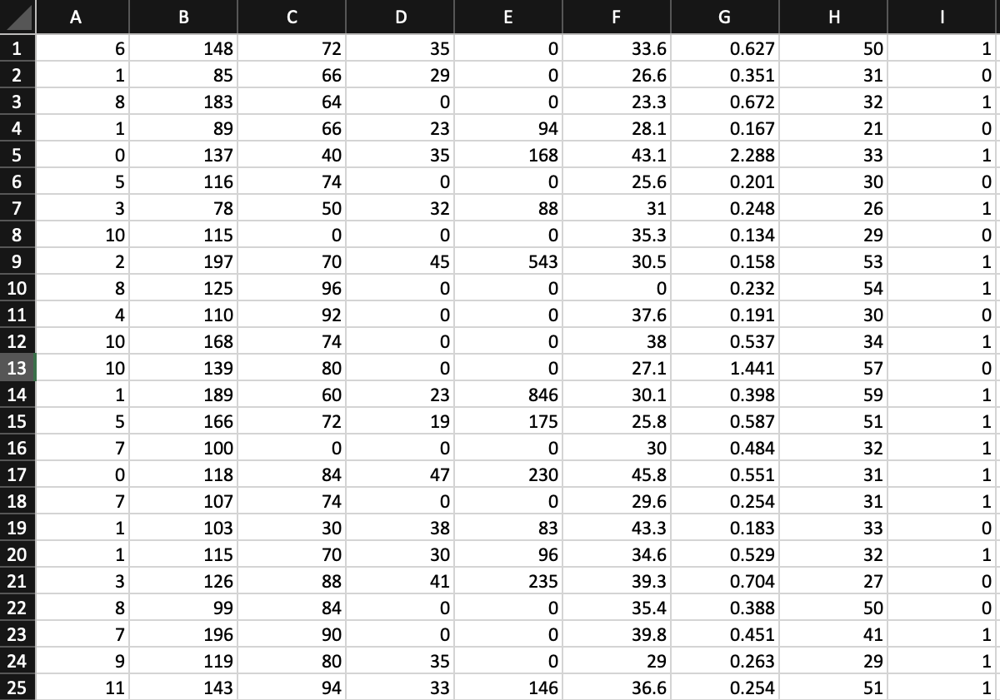 A B C D E F G H I
1 6 148 72 35 0 33.6 0.627 50 1
2 1 85 66 29 0 26.6 0.351 31 0
3 8 183 64 0 0 23.3 0.672 32 1
4 1 89 66 23 94 28.1 0.167 21 0
5 0 137 40 35 168 43.1 2.288 33 1
6 5 116 74 0 0 25.6 0.201 30 0
7 3 78 50 32 88 31 0.248 26 1
8 10 115 0 0 0 35.3 0.134 29 0
9 2 197 70 45 543 30.5 0.158 53 1
10 8 125 96 0 0 0 0.232 54 1
11 4 110 92 0 0 37.6 0.191 30 0
12 10 168 74 0 0 38 0.537 34 1
13 10 139 80 0 0 27.1 1.441 57 0
14 1 189 60 23 846 30.1 0.398 59 1
15 5 166 72 19 175 25.8 0.587 51 1
16 7 100 0 0 0 30 0.484 32 1
17 0 118 84 47 230 45.8 0.551 31 1
18 7 107 74 0 0 29.6 0.254 31 1
19 1 103 30 38 83 43.3 0.183 33 0
20 1 115 70 30 96 34.6 0.529 32 1
21 3 126 88 41 235 39.3 0.704 27 0
22 8 99 84 0 0 35.4 0.388 50 0
23 7 196 90 0 0 39.8 0.451 41 1
24 9 119 80 35 0 29 0.263 29 1
25 11 143 94 33 146 36.6 0.254 51 1